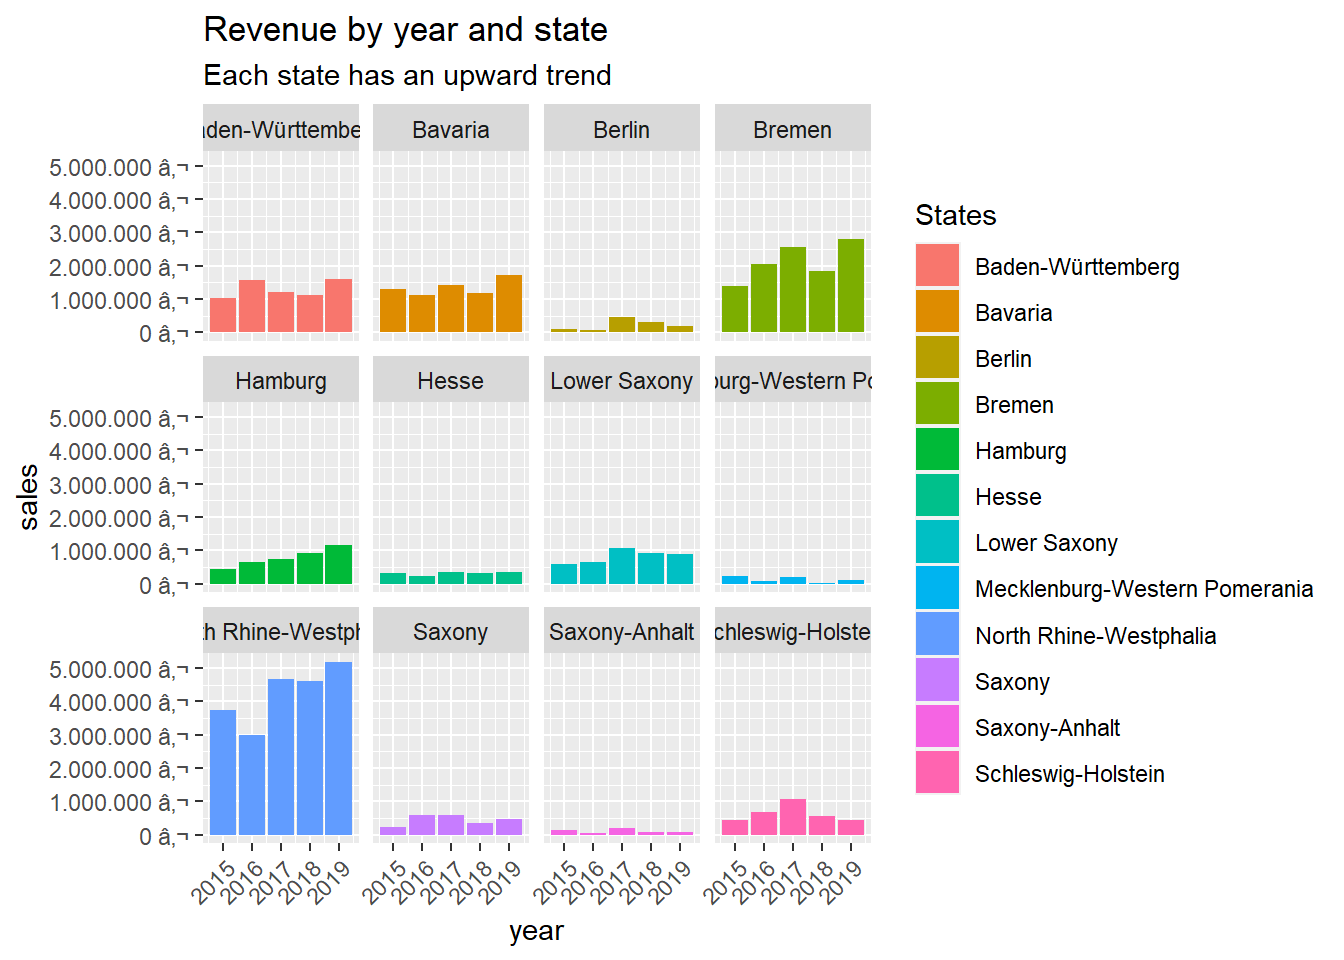 Revenue by year and state
Each state has an upward trend
aden-Württembe
Bavaria
Berlin
Bremen
5.000.000 â‚¬
4.000.000 â‚¬
3.000.000 â‚¬
2.000.000 â‚¬
1.000.000 â‚¬
0 â‚¬
Hamburg
Hesse
Lower Saxony
burg-Western Po
5.000.000 â‚¬
4.000.000 â‚¬
3.000.000 â‚¬
2.000.000 â‚¬
1.000.000 â‚¬
0 â‚¬
th Rhine-Westph
Saxony
Saxony-Anhalt
chleswig-Holste
5.000.000 â‚¬
4.000.000 â‚¬
3.000.000 â‚¬
2.000.000 â‚¬
1.000.000 â‚¬
0 â‚¬
sales
2015 2016 2017 2018 2019
2015 2016 2017 2018 2019
2015 2016 2017 2018 2019
2015 2016 2017 2018 2019
year
States
Baden-Württemberg
Bavaria
Berlin
Bremen
Hamburg
Hesse
Lower Saxony
Mecklenburg-Western Pomerania
North Rhine-Westphalia
Saxony
Saxony-Anhalt
Schleswig-Holstein